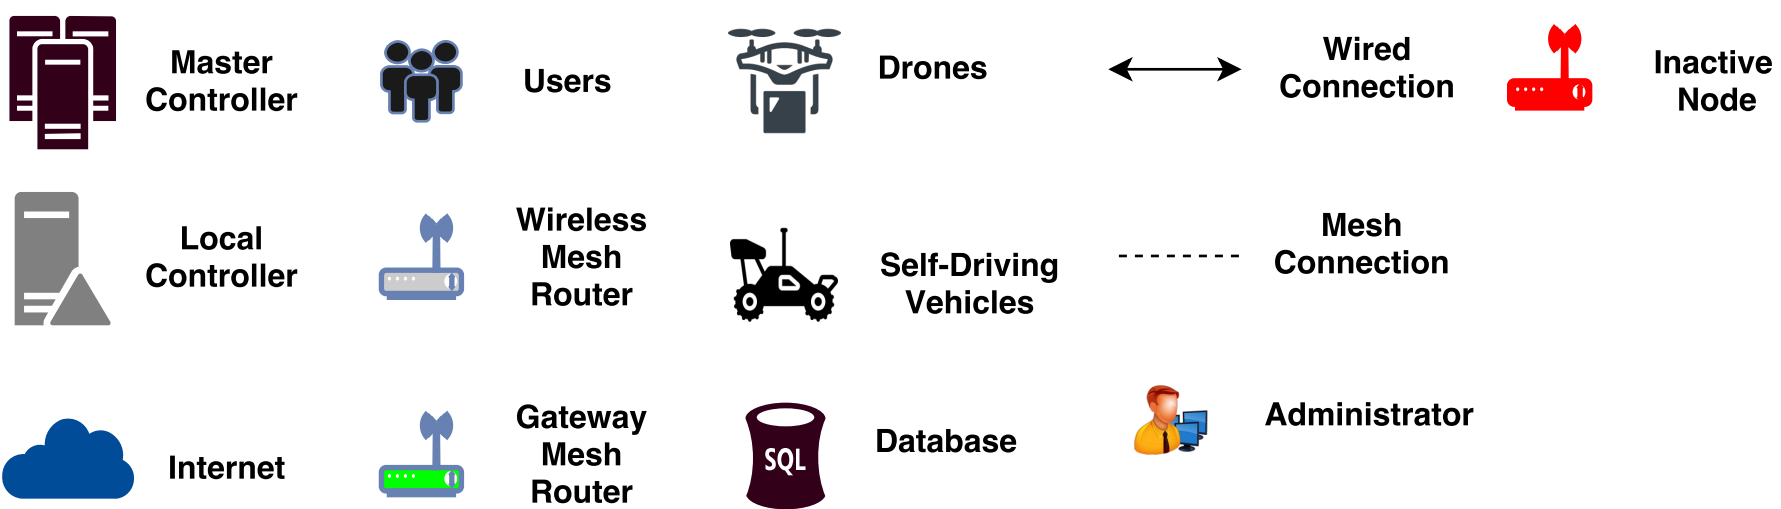 Master
Controller
Users
Drones
Wired
Connection
Inactive
Node
Local
Controller
Wireless
Mesh
Router
Self-Driving
Vehicles
Mesh
Connection
Internet
Gateway
Mesh
Router
SQL
Database
Administrator